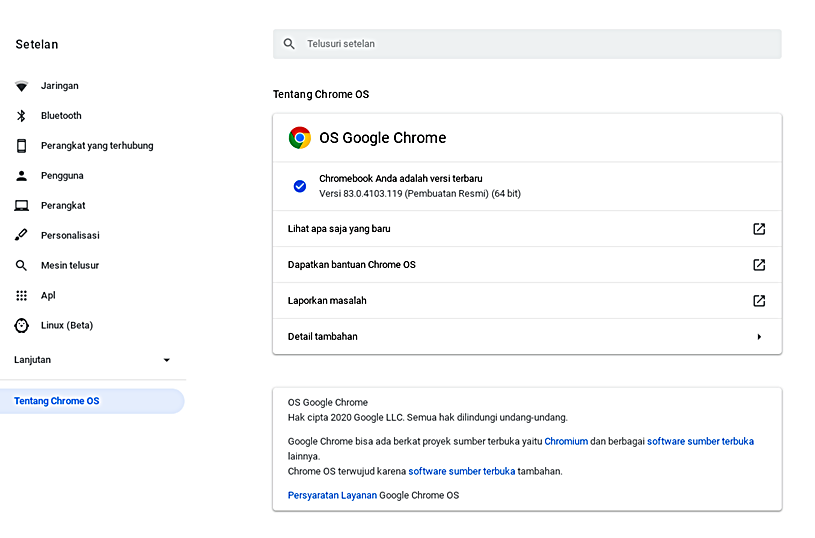 Setelan
Telusuri setelan
Jaringan
Bluetooth
Perangkat yang terhubung
Pengguna
Perangkat
Personalisasi
Mesin telusur
Apl
Linux (Beta)
Lanjutan
Tentang Chrome OS
Tentang Chrome OS
OS Google Chrome
Chromebook Anda adalah versi terbaru
Versi 83.0.4103.119 (Pembuatan Resmi) (64 bit)
Lihat apa saja yang baru
Dapatkan bantuan Chrome OS
Laporkan masalah
Detail tambahan
OS Google Chrome
Hak cipta 2020 Google LLC. Semua hak dilindungi undang-undang.
Google Chrome bisa ada berkat proyek sumber terbuka yaitu Chromium dan berbagai software sumber terbuka
lainnya.
Chrome OS terwujud karena software sumber terbuka tambahan.
Persyaratan Layanan Google Chrome OS